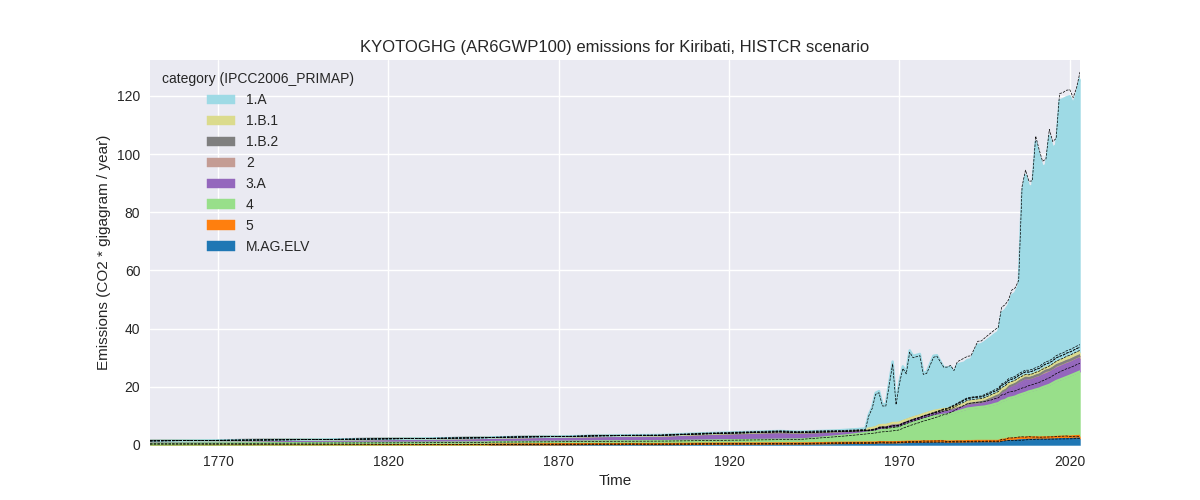 KYOTOGHG (AR6GWP100) emissions for Kiribati, HISTCR scenario
category (IPCC2006_PRIMAP)
1.A
1.B.1
1.B.2
2
3.A
4
5
M.AG.ELV
Emissions (CO2 * gigagram / year)
120
100
80
60
40
20
0
1770
1820
1870
1920
1970
2020
Time